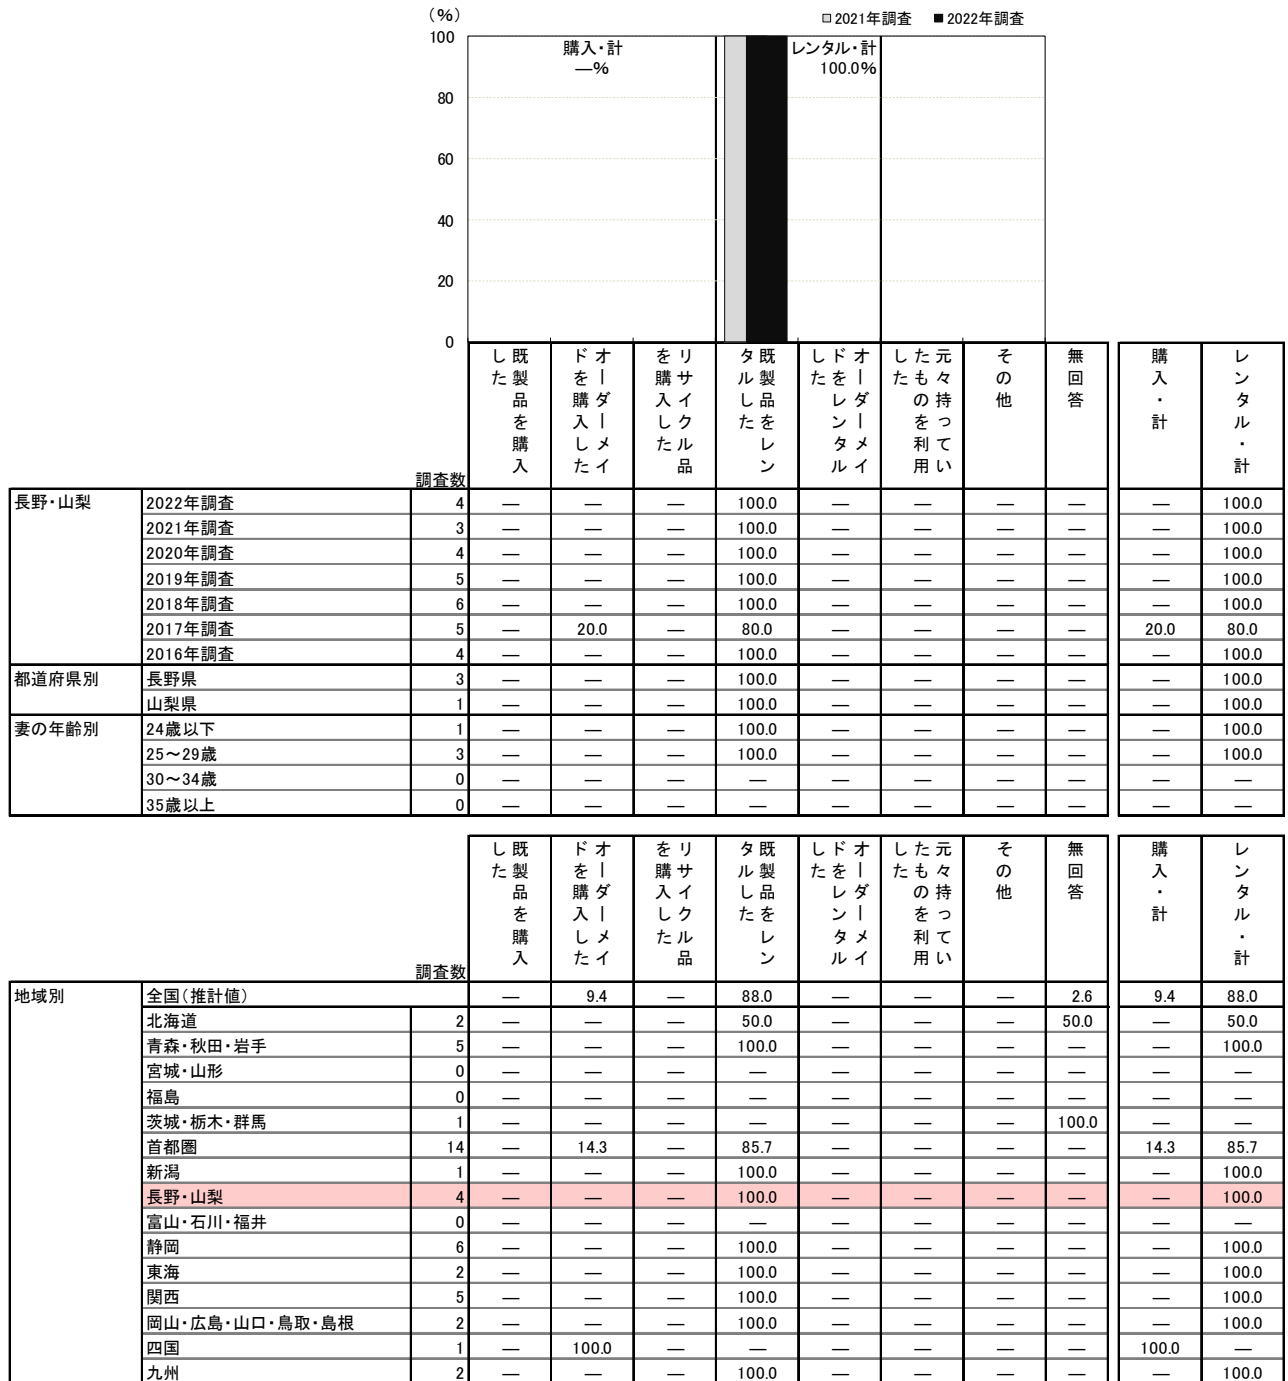 (%)
□2021年調査 ■2022年調査
100
80
60
40
20
0
購入・計
―%
レンタル・計
100.0%
調査数
既製品を購入した
オーダーメイドを購入した
リサイクル品を購入した
既製品をレンタルした
オーダーメイドをレンタルした
元々持っていたものを利用した
その他
無回答
購入・計
レンタル・計
長野・山梨 2022年調査 4 ― ― ― 100.0 ― ― ― ― ― 100.0
2021年調査 3 ― ― ― 100.0 ― ― ― ― ― 100.0
2020年調査 4 ― ― ― 100.0 ― ― ― ― ― 100.0
2019年調査 5 ― ― ― 100.0 ― ― ― ― ― 100.0
2018年調査 6 ― ― ― 100.0 ― ― ― ― ― 100.0
2017年調査 5 ― 20.0 ― 80.0 ― ― ― ― 20.0 80.0
2016年調査 4 ― ― ― 100.0 ― ― ― ― ― 100.0
都道府県別 長野県 3 ― ― ― 100.0 ― ― ― ― ― 100.0
山梨県 1 ― ― ― 100.0 ― ― ― ― ― 100.0
妻の年齢別 24歳以下 1 ― ― ― 100.0 ― ― ― ― ― 100.0
25～29歳 3 ― ― ― 100.0 ― ― ― ― ― 100.0
30～34歳 0 ― ― ― ― ― ― ― ― ― ―
35歳以上 0 ― ― ― ― ― ― ― ― ― ―
調査数
既製品を購入した
オーダーメイドを購入した
リサイクル品を購入した
既製品をレンタルした
オーダーメイドをレンタルした
元々持っていたものを利用した
その他
無回答
購入・計
レンタル・計
地域別 全国(推計値) ― 9.4 ― 88.0 ― ― ― 2.6 9.4 88.0
北海道 2 ― ― ― 50.0 ― ― ― 50.0 ― 50.0
青森・秋田・岩手 5 ― ― ― 100.0 ― ― ― ― ― 100.0
宮城・山形 0 ― ― ― ― ― ― ― ― ― ―
福島 0 ― ― ― ― ― ― ― ― ― ―
茨城・栃木・群馬 1 ― ― ― ― ― ― ― 100.0 ― ―
首都圏 14 ― 14.3 ― 85.7 ― ― ― ― 14.3 85.7
新潟 1 ― ― ― 100.0 ― ― ― ― ― 100.0
長野・山梨 4 ― ― ― 100.0 ― ― ― ― ― 100.0
富山・石川・福井 0 ― ― ― ― ― ― ― ― ― ―
静岡 6 ― ― ― 100.0 ― ― ― ― ― 100.0
東海 2 ― ― ― 100.0 ― ― ― ― ― 100.0
関西 5 ― ― ― 100.0 ― ― ― ― ― 100.0
岡山・広島・山口・鳥取・島根 2 ― ― ― 100.0 ― ― ― ― ― 100.0
四国 1 ― 100.0 ― ― ― ― ― ― 100.0 ―
九州 2 ― ― ― 100.0 ― ― ― ― ― 100.0